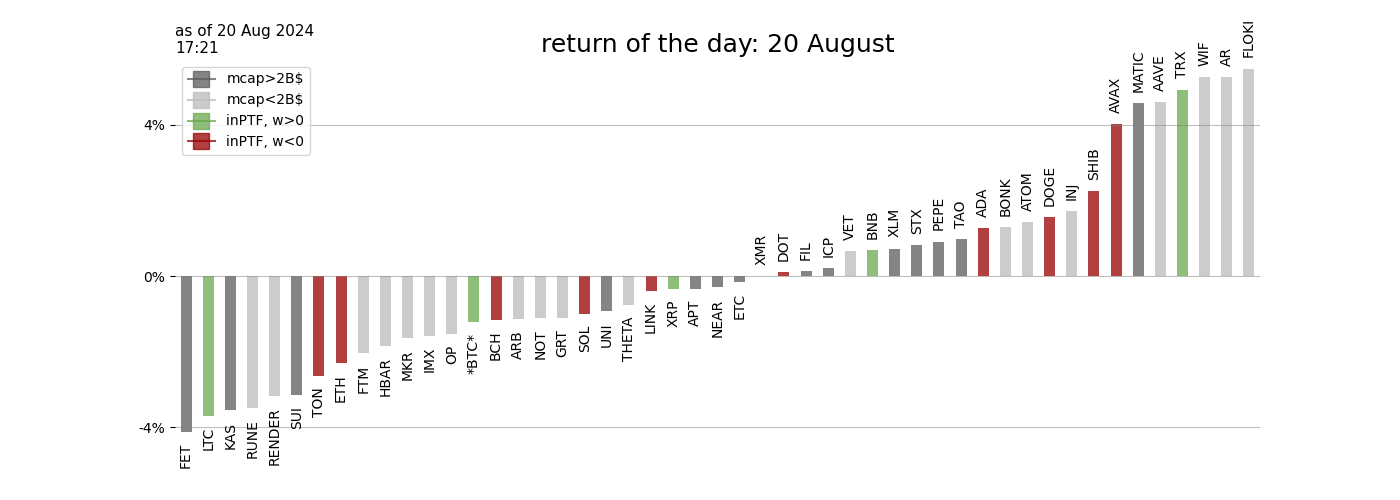 as of 20 Aug 2024
17:21
return of the day: 20 August
mcap>2B$
mcap<2B$
inPTF, w>0
inPTF, w<0
4%
0%
-4%
FET
LTC
KAS
RUNE
RENDER
SUI
TON
ETH
FTM
HBAR
MKR
IMX
OP
*BTC*
BCH
ARB
NOT
GRT
SOL
UNI
THETA
LINK
XRP
APT
NEAR
ETC
XMR
DOT
FIL
ICP
VET
BNB
XLM
STX
PEPE
TAO
ADA
BONK
ATOM
DOGE
INJ
SHIB
AVAX
MATIC
AAVE
TRX
WIF
AR
FLOKI